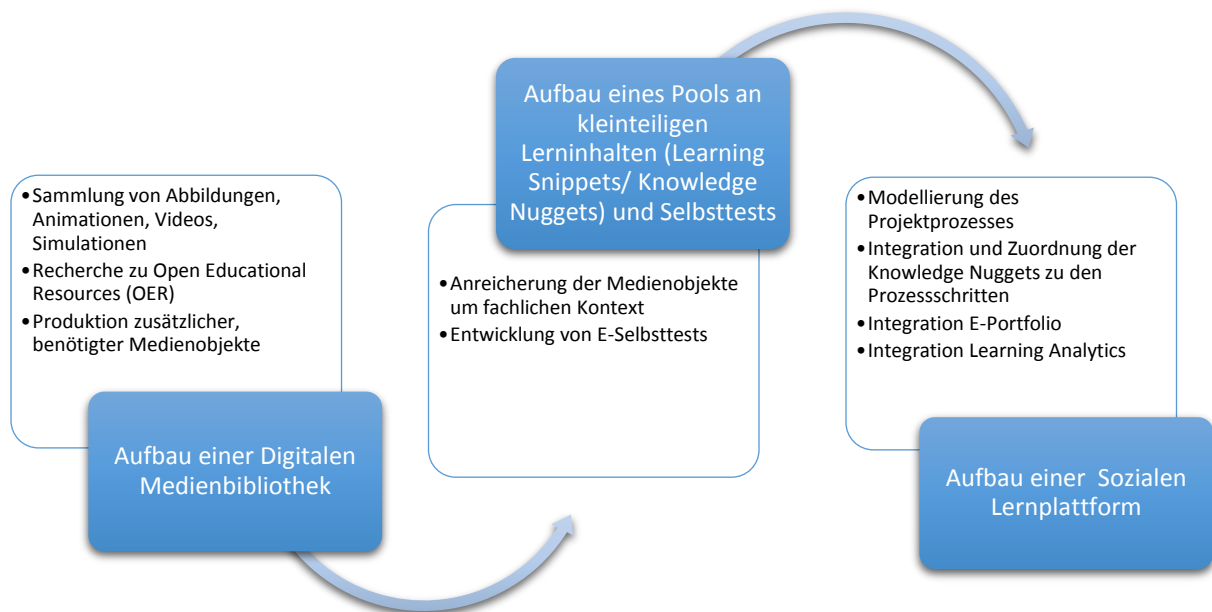 •Sammlung von Abbildungen,
Animationen, Videos,
Simulationen
•Recherche zu Open Educational
Resources (OER)
•Produktion zusätzlicher,
benötigter Medienobjekte
Aufbau einer Digitalen
Medienbibliothek
Aufbau eines Pools an
kleinteiligen
Lerninhalten (Learning
Snippets/ Knowledge
Nuggets) und Selbsttests
•Anreicherung der Medienobjekte
um fachlichen Kontext
•Entwicklung von E-Selbsttests
•Modellierung des
Projektprozesses
•Integration und Zuordnung der
Knowledge Nuggets zu den
Prozessschritten
•Integration E-Portfolio
•Integration Learning Analytics
Aufbau einer Sozialen
Lernplattform